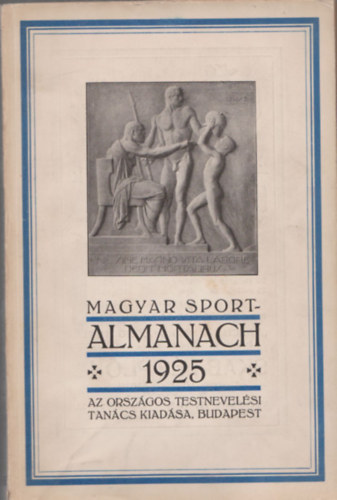 MAGYAR SPORT-
ALMANACH
1925
AZ ORSZÁGOS TESTNEVELÉSI
TANÁCS KIADÁSA, BUDAPEST